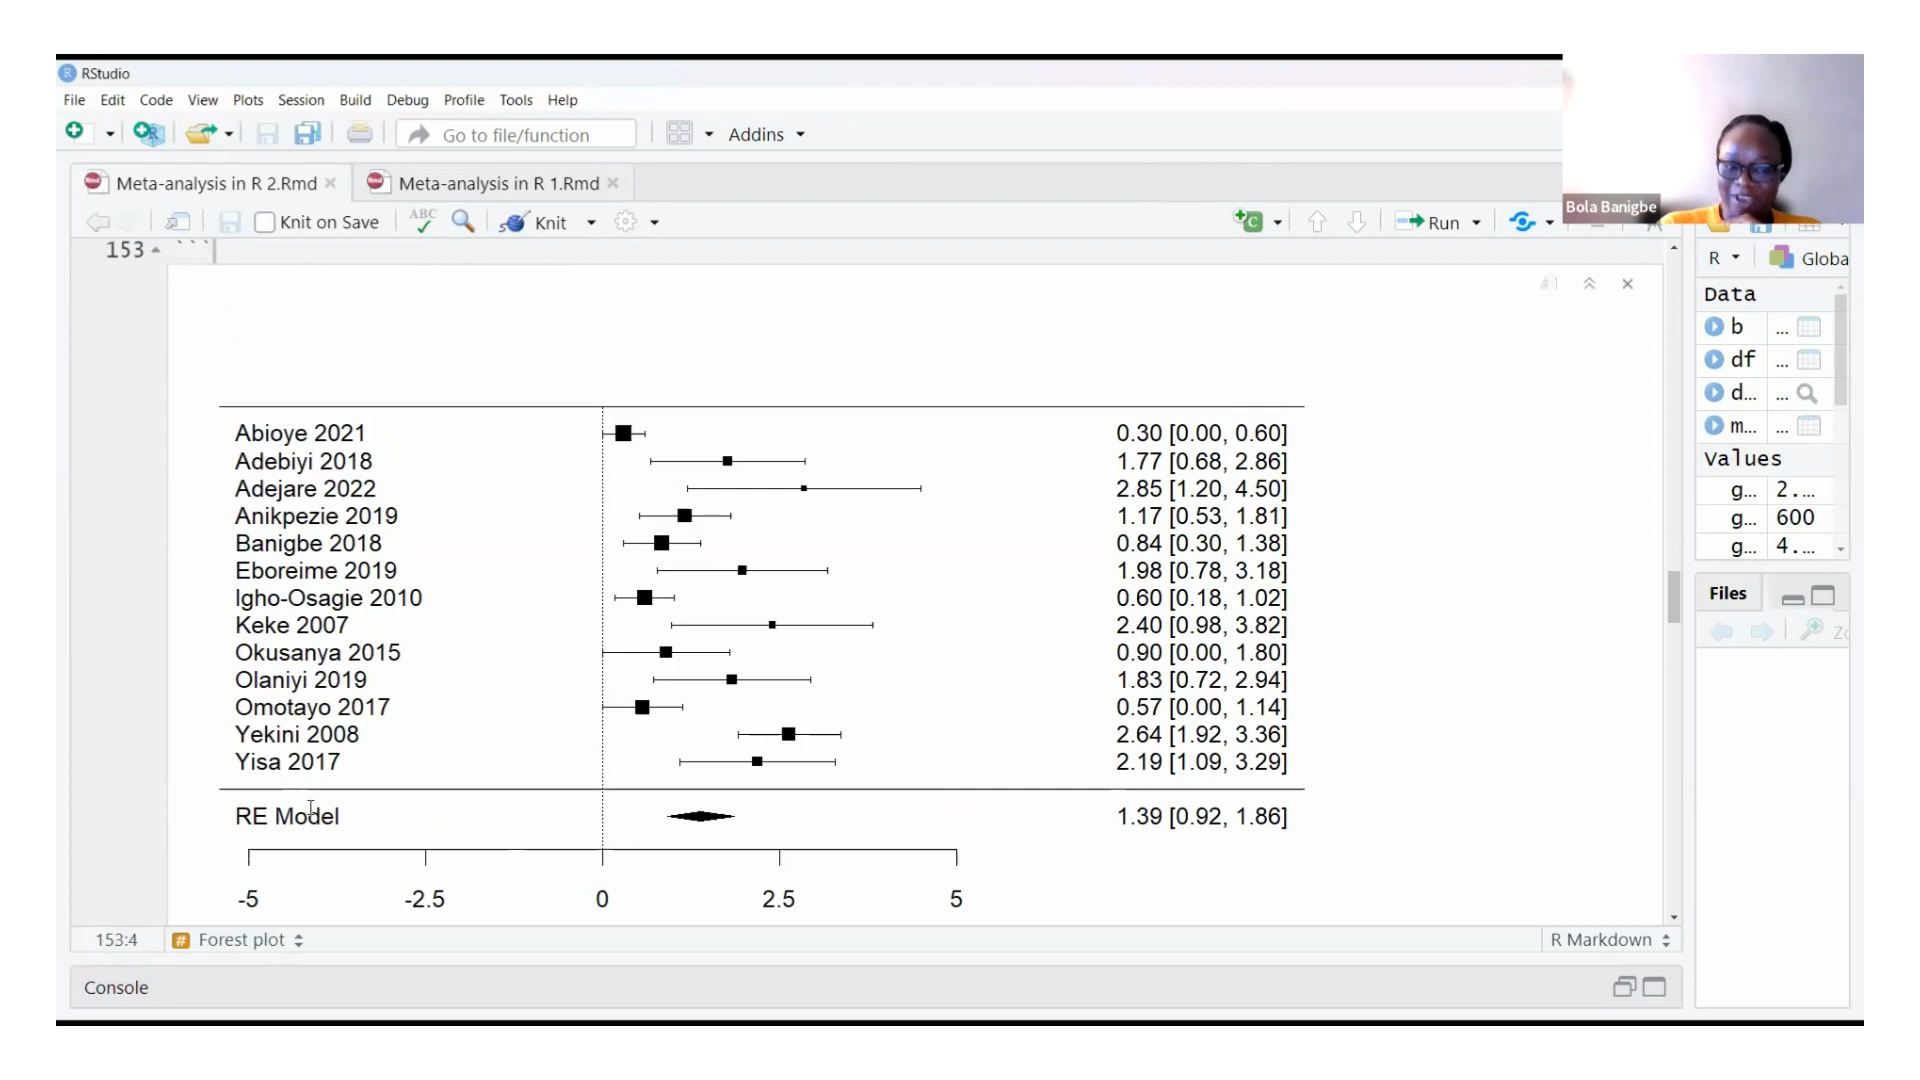 RStudio
File Edit Code View Plots Session Build Debug Profile Tools Help
Go to file/function Addins
Meta-analysis in R 2.Rmd Meta-analysis in R 1.Rmd
Bola Banigbe
Knit on Save ABC Knit Run
153 ```
R Globa
Data
b ...
df ...
d... ...
m... ...
Values
g... 2....
g... 600
g... 4....
Files
Abioye 2021 0.30 [0.00, 0.60]
Adebiyi 2018 1.77 [0.68, 2.86]
Adejare 2022 2.85 [1.20, 4.50]
Anikpezie 2019 1.17 [0.53, 1.81]
Banigbe 2018 0.84 [0.30, 1.38]
Eboreime 2019 1.98 [0.78, 3.18]
Igho-Osagie 2010 0.60 [0.18, 1.02]
Keke 2007 2.40 [0.98, 3.82]
Okusanya 2015 0.90 [0.00, 1.80]
Olaniyi 2019 1.83 [0.72, 2.94]
Omotayo 2017 0.57 [0.00, 1.14]
Yekini 2008 2.64 [1.92, 3.36]
Yisa 2017 2.19 [1.09, 3.29]
RE Model 1.39 [0.92, 1.86]
-5 -2.5 0 2.5 5
153:4 # Forest plot R Markdown
Console